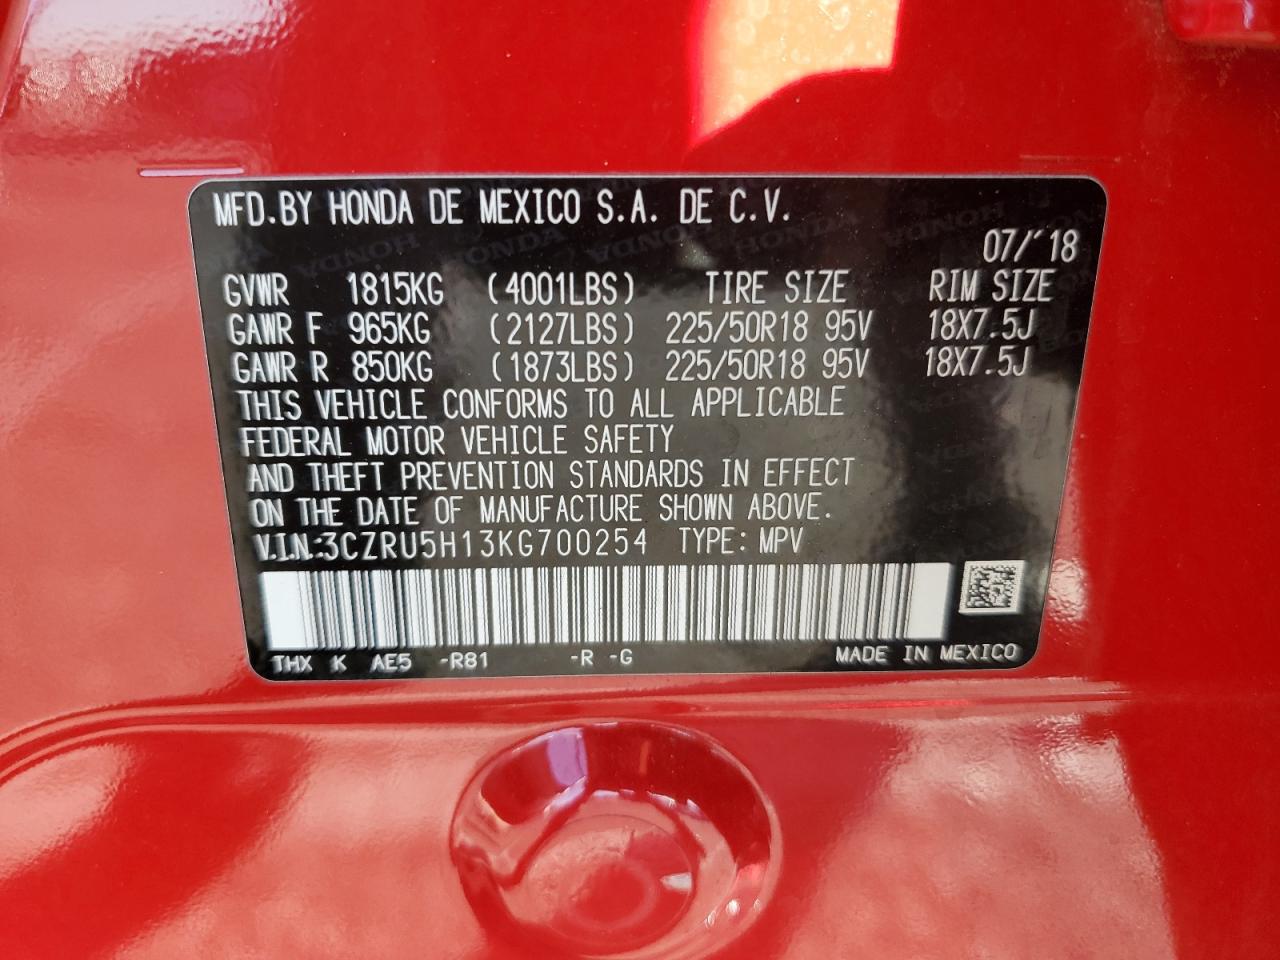 MFD.BY HONDA DE MEXICO S.A. DE C.V.
07/'18
GVWR 1815KG (4001LBS) TIRE SIZE RIM SIZE
GAWR F 965KG (2127LBS) 225/50R18 95V 18X7.5J
GAWR R 850KG (1873LBS) 225/50R18 95V 18X7.5J
THIS VEHICLE CONFORMS TO ALL APPLICABLE
FEDERAL MOTOR VEHICLE SAFETY
AND THEFT PREVENTION STANDARDS IN EFFECT
ON THE DATE OF MANUFACTURE SHOWN ABOVE.
V.I.N.:3CZRU5H13KG700254 TYPE: MPV
THX K AE5 -R81 -R -G MADE IN MEXICO